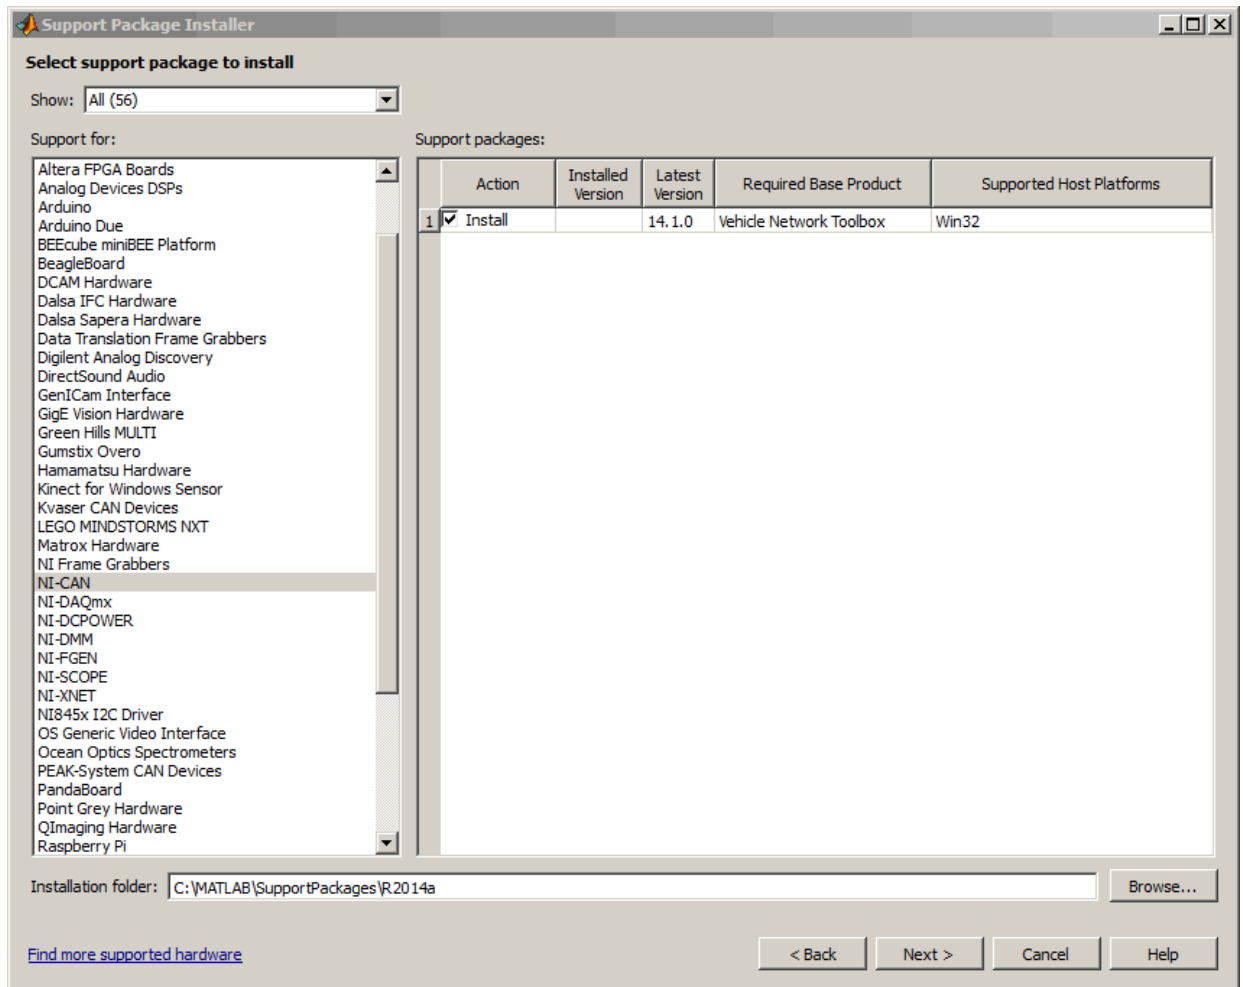 Support Package Installer
Select support package to install
Show: All (56)
Support for:
Altera FPGA Boards
Analog Devices DSPs
Arduino
Arduino Due
BEEcube miniBEE Platform
BeagleBoard
DCAM Hardware
Dalsa IFC Hardware
Dalsa Sapera Hardware
Data Translation Frame Grabbers
Digilent Analog Discovery
DirectSound Audio
GenICam Interface
GigE Vision Hardware
Green Hills MULTI
Gumstix Overo
Hamamatsu Hardware
Kinect for Windows Sensor
Kvaser CAN Devices
LEGO MINDSTORMS NXT
Matrox Hardware
NI Frame Grabbers
NI-CAN
NI-DAQmx
NI-DCPOWER
NI-DMM
NI-FGEN
NI-SCOPE
NI-XNET
NI845x I2C Driver
OS Generic Video Interface
Ocean Optics Spectrometers
PEAK-System CAN Devices
PandaBoard
Point Grey Hardware
QImaging Hardware
Raspberry Pi
Support packages:
Action Installed Version Latest Version Required Base Product Supported Host Platforms
1 Install 14.1.0 Vehicle Network Toolbox Win32
Installation folder: C:\MATLAB\SupportPackages\R2014a Browse...
Find more supported hardware < Back Next > Cancel Help